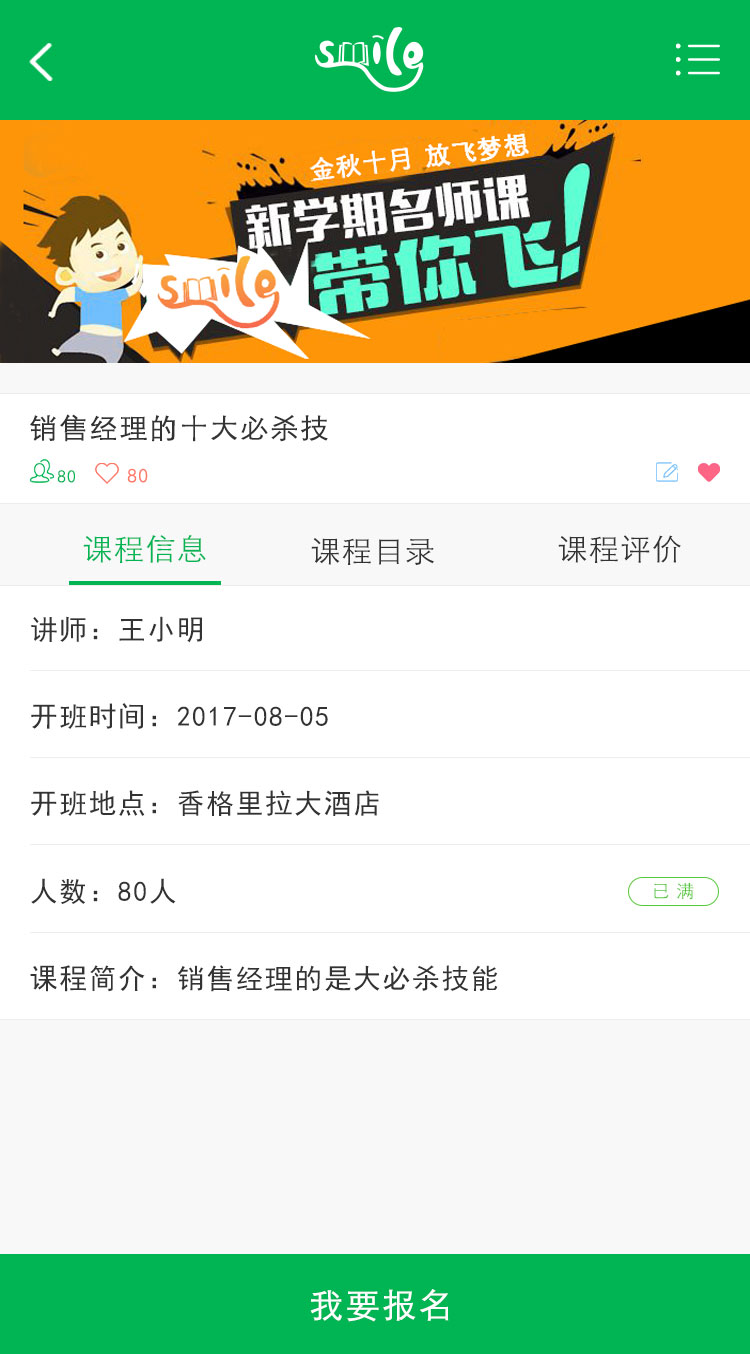 smile
金秋十月 放飞梦想
新学期名师课
带你飞!
smile
销售经理的十大必杀技
80 80
课程信息 课程目录 课程评价
讲师：王小明
开班时间：2017-08-05
开班地点：香格里拉大酒店
人数：80人 已满
课程简介：销售经理的是大必杀技能
我要报名